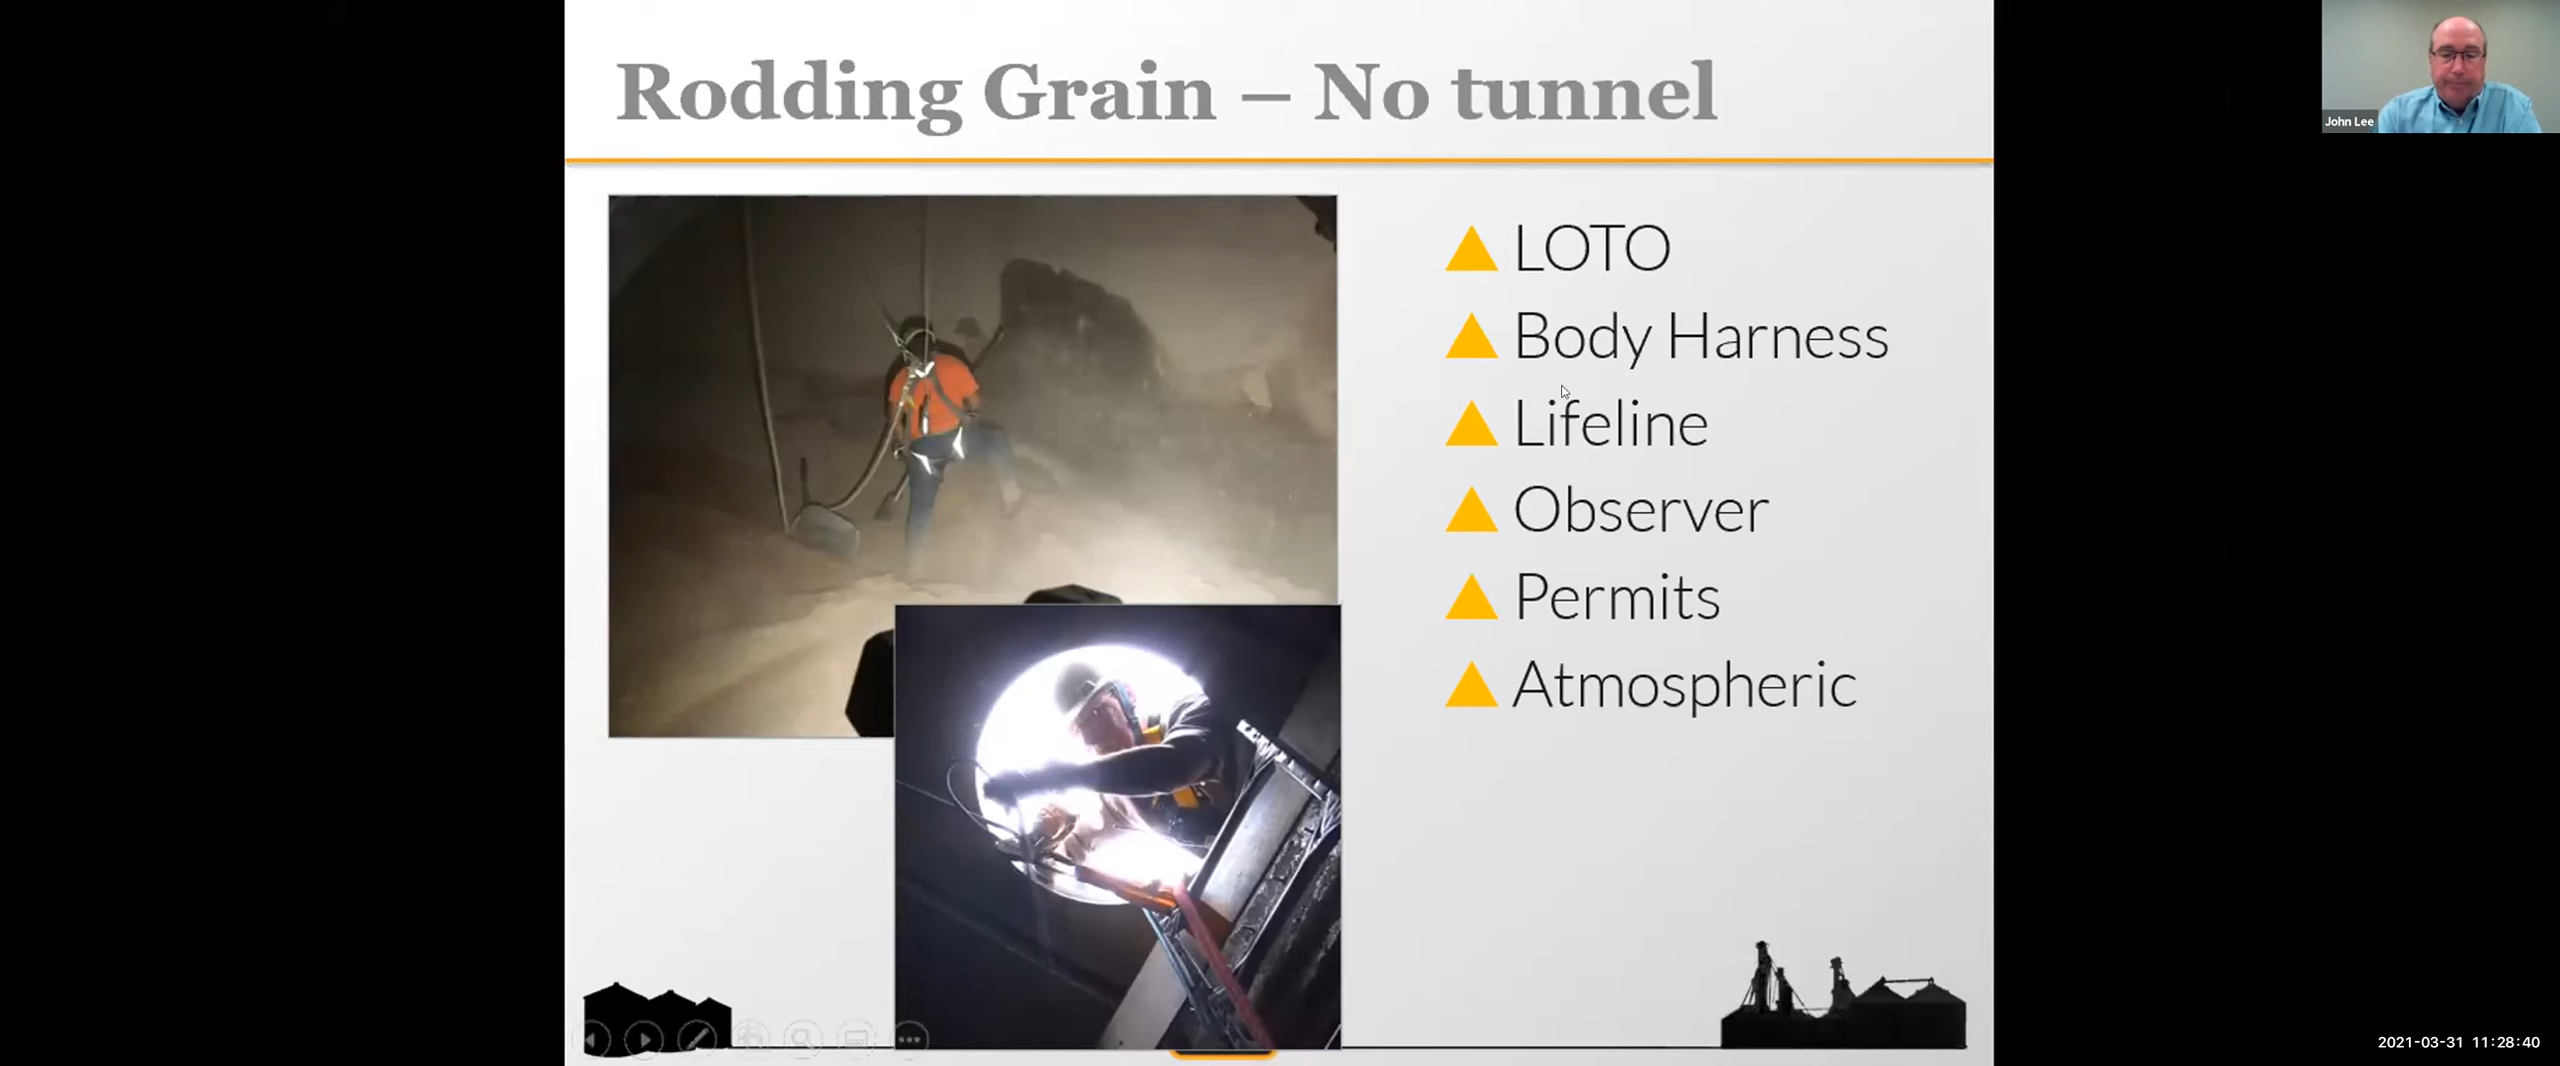 Rodding Grain – No tunnel
LOTO
Body Harness
Lifeline
Observer
Permits
Atmospheric
John Lee
2021-03-31 11:28:40